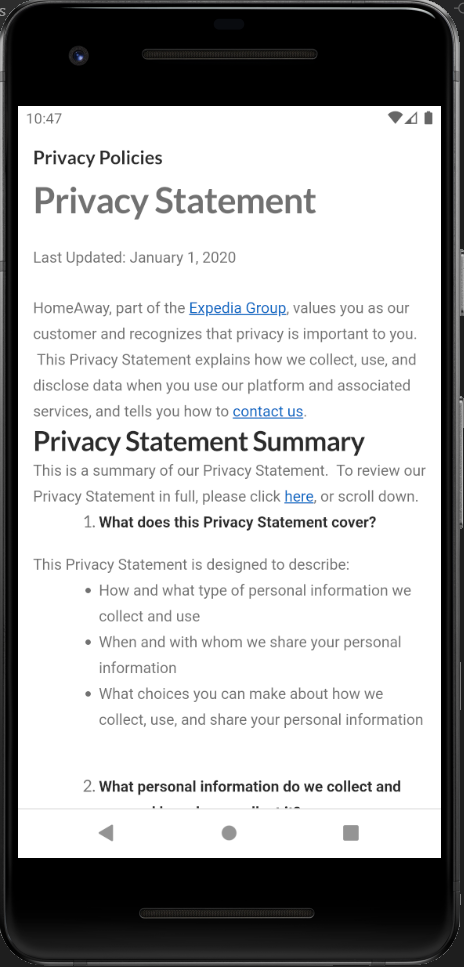 10:47
Privacy Policies
Privacy Statement
Last Updated: January 1, 2020
HomeAway, part of the Expedia Group, values you as our
customer and recognizes that privacy is important to you.
This Privacy Statement explains how we collect, use, and
disclose data when you use our platform and associated
services, and tells you how to contact us.
Privacy Statement Summary
This is a summary of our Privacy Statement.  To review our
Privacy Statement in full, please click here, or scroll down.
1. What does this Privacy Statement cover?
This Privacy Statement is designed to describe:
• How and what type of personal information we
collect and use
• When and with whom we share your personal
information
• What choices you can make about how we
collect, use, and share your personal information
2. What personal information do we collect and